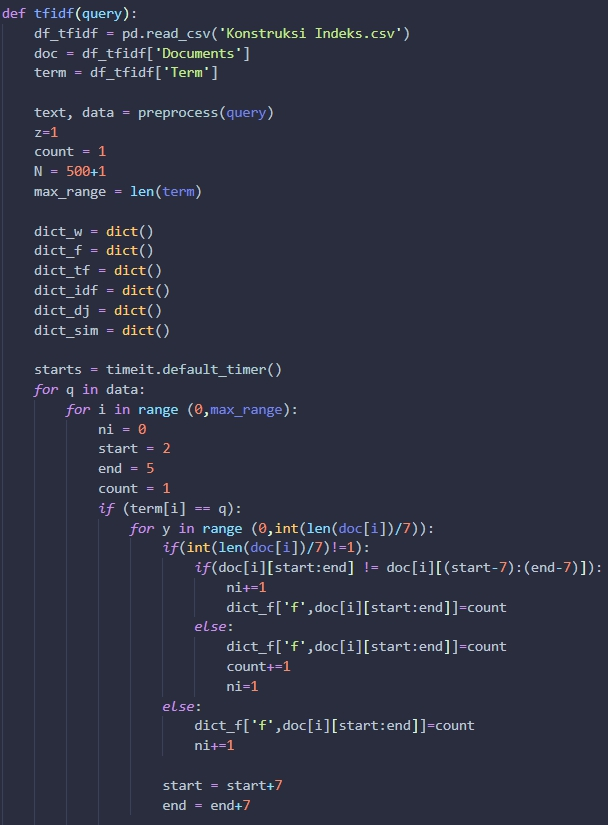 def tfidf(query):
    df_tfidf = pd.read_csv('Konstruksi Indeks.csv')
    doc = df_tfidf['Documents']
    term = df_tfidf['Term']

    text, data = preprocess(query)
    z=1
    count = 1
    N = 500+1
    max_range = len(term)

    dict_w = dict()
    dict_f = dict()
    dict_tf = dict()
    dict_idf = dict()
    dict_dj = dict()
    dict_sim = dict()

    starts = timeit.default_timer()
    for q in data:
        for i in range (0,max_range):
            ni = 0
            start = 2
            end = 5
            count = 1
            if (term[i] == q):
                for y in range (0,int(len(doc[i])/7)):
                    if(int(len(doc[i])/7)!=1):
                        if(doc[i][start:end] != doc[i][(start-7):(end-7)]):
                            ni+=1
                            dict_f['f',doc[i][start:end]]=count
                        else:
                            dict_f['f',doc[i][start:end]]=count
                            count+=1
                            ni=1
                    else:
                        dict_f['f',doc[i][start:end]]=count
                        ni+=1

                    start = start+7
                    end = end+7